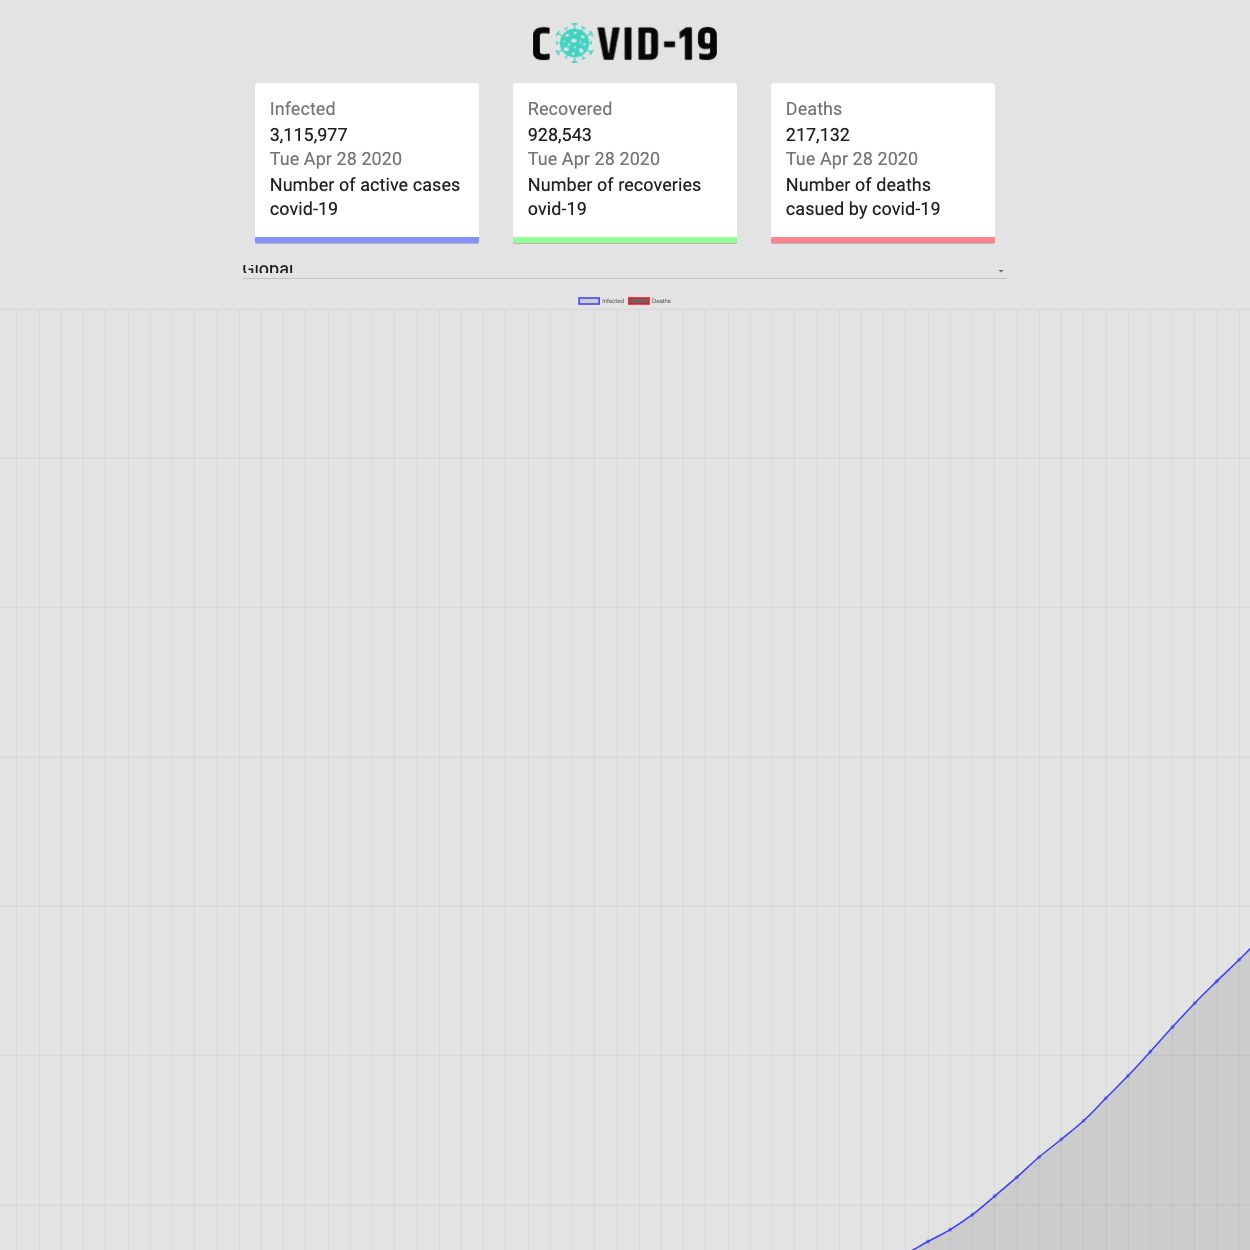 COVID-19
Infected
3,115,977
Tue Apr 28 2020
Number of active cases
covid-19
Recovered
928,543
Tue Apr 28 2020
Number of recoveries
ovid-19
Deaths
217,132
Tue Apr 28 2020
Number of deaths
casued by covid-19
Global
Infected Deaths